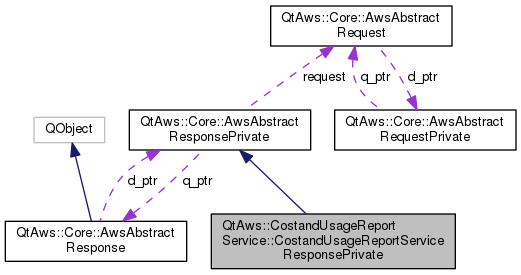 QtAws::Core::AwsAbstract
Request
request
q_ptr
d_ptr
QObject
QtAws::Core::AwsAbstract
ResponsePrivate
QtAws::Core::AwsAbstract
RequestPrivate
d_ptr
q_ptr
QtAws::Core::AwsAbstract
Response
QtAws::CostandUsageReport
Service::CostandUsageReportService
ResponsePrivate